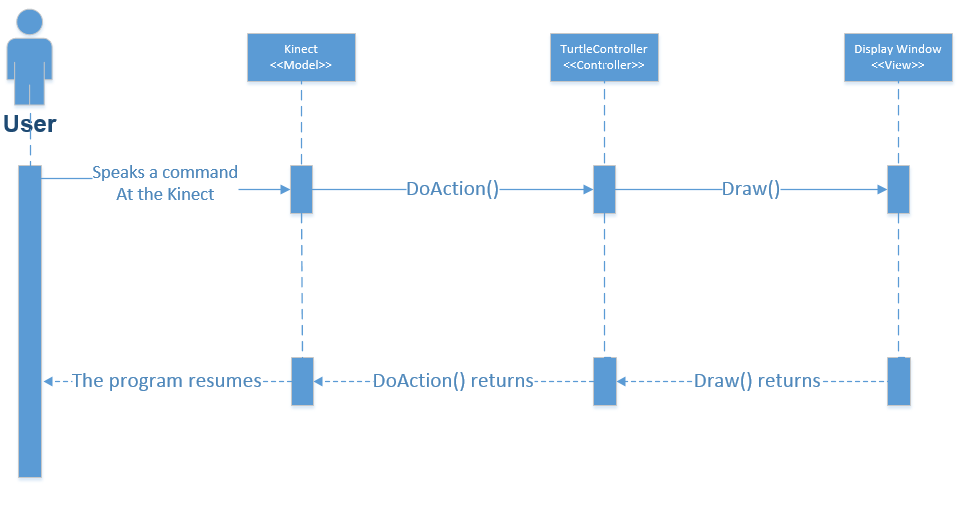 Kinect
<<Model>>
TurtleController
<<Controller>>
Display Window
<<View>>
User
Speaks a command
At the Kinect
DoAction()
Draw()
The program resumes
DoAction() returns
Draw() returns